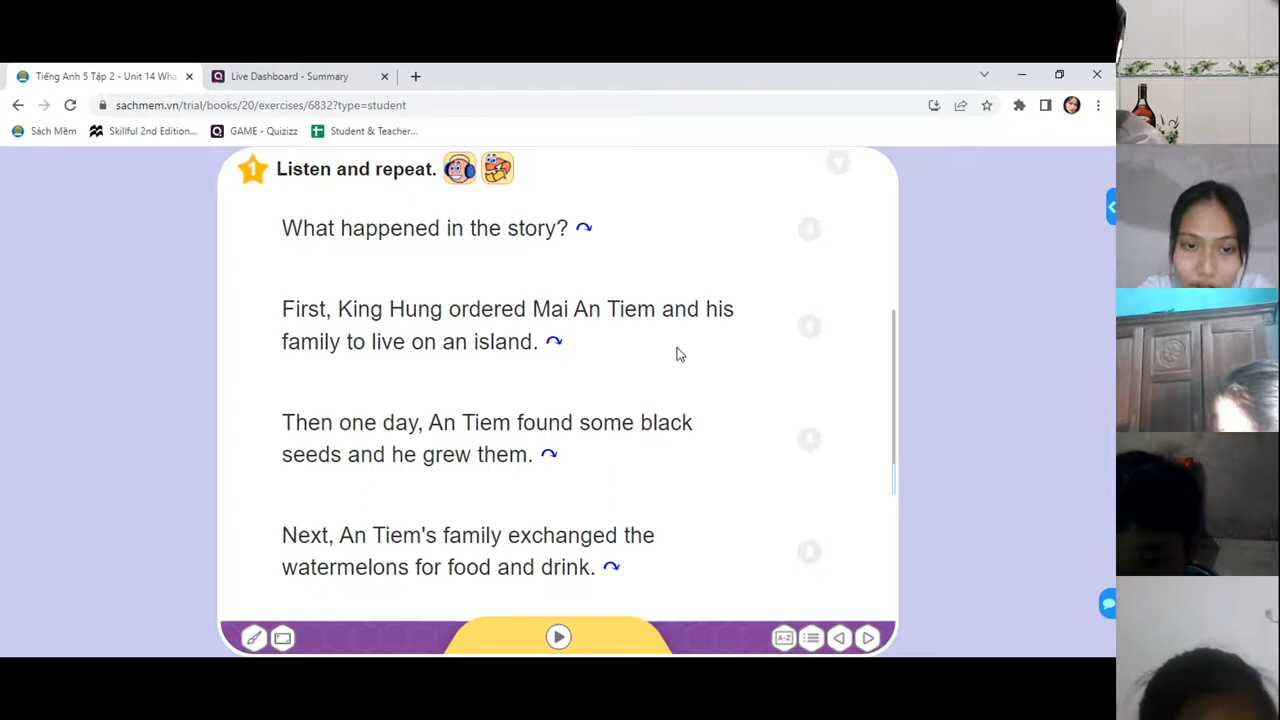 Tiếng Anh 5 Tập 2 - Unit 14 Wha
Live Dashboard - Summary
sachmem.vn/trial/books/20/exercises/6832?type=student
Sách Mềm
Skillful 2nd Edition...
GAME - Quizizz
Student & Teacher...
1
Listen and repeat.
What happened in the story?
First, King Hung ordered Mai An Tiem and his
family to live on an island.
Then one day, An Tiem found some black
seeds and he grew them.
Next, An Tiem's family exchanged the
watermelons for food and drink.
A-Z